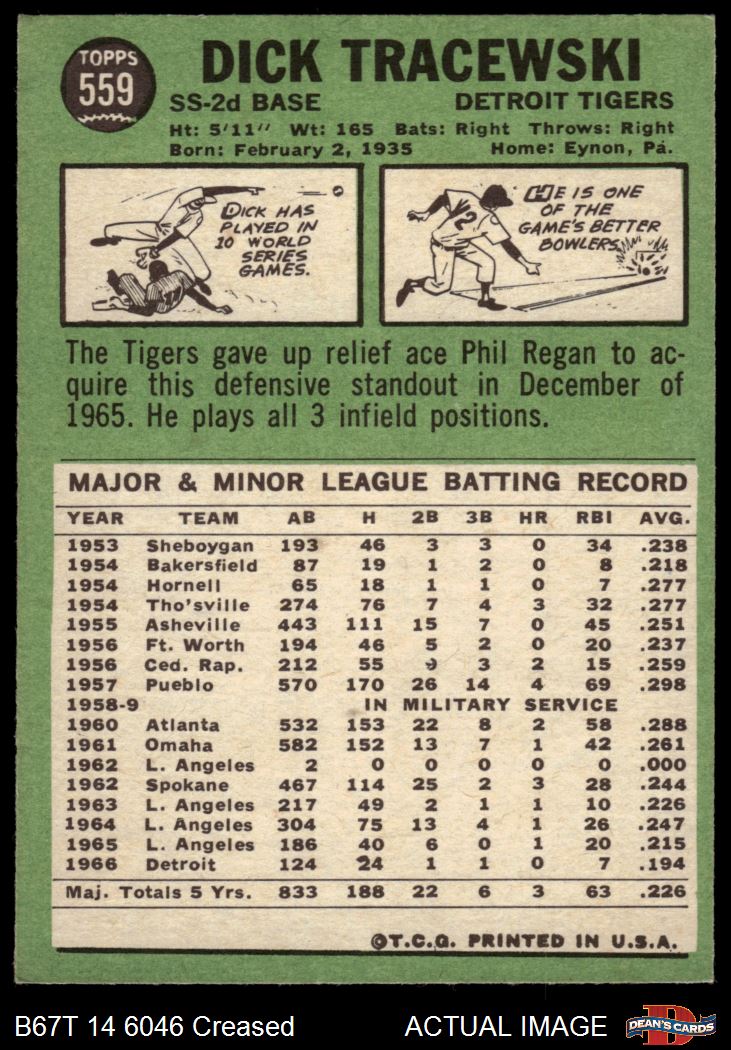 TOPPS
559
DICK TRACEWSKI
SS-2d BASE DETROIT TIGERS
Ht: 5'11" Wt: 165 Bats: Right Throws: Right
Born: February 2, 1935 Home: Eynon, Pa.
DICK HAS
PLAYED IN
10 WORLD
SERIES
GAMES.
2
HE IS ONE
OF THE
GAME'S BETTER
BOWLERS
The Tigers gave up relief ace Phil Regan to ac-
quire this defensive standout in December of
1965. He plays all 3 infield positions.
MAJOR & MINOR LEAGUE BATTING RECORD
YEAR TEAM AB H 2B 3B HR RBI AVG.
1953 Sheboygan 193 46 3 3 0 34 .238
1954 Bakersfield 87 19 1 2 0 8 .218
1954 Hornell 65 18 1 1 0 7 .277
1954 Tho'sville 274 76 7 4 3 32 .277
1955 Asheville 443 111 15 7 0 45 .251
1956 Ft. Worth 194 46 5 2 0 20 .237
1956 Ced. Rap. 212 55 9 3 2 15 .259
1957 Pueblo 570 170 26 14 4 69 .298
1958-9 IN MILITARY SERVICE
1960 Atlanta 532 153 22 8 2 58 .288
1961 Omaha 582 152 13 7 1 42 .261
1962 L. Angeles 2 0 0 0 0 0 .000
1962 Spokane 467 114 25 2 3 28 .244
1963 L. Angeles 217 49 2 1 1 10 .226
1964 L. Angeles 304 75 13 4 1 26 .247
1965 L. Angeles 186 40 6 0 1 20 .215
1966 Detroit 124 24 1 1 0 7 .194
Maj. Totals 5 Yrs. 833 188 22 6 3 63 .226
©T.C.G. PRINTED IN U.S.A.
B67T 14 6046 Creased ACTUAL IMAGE
D
DEAN'S CARDS